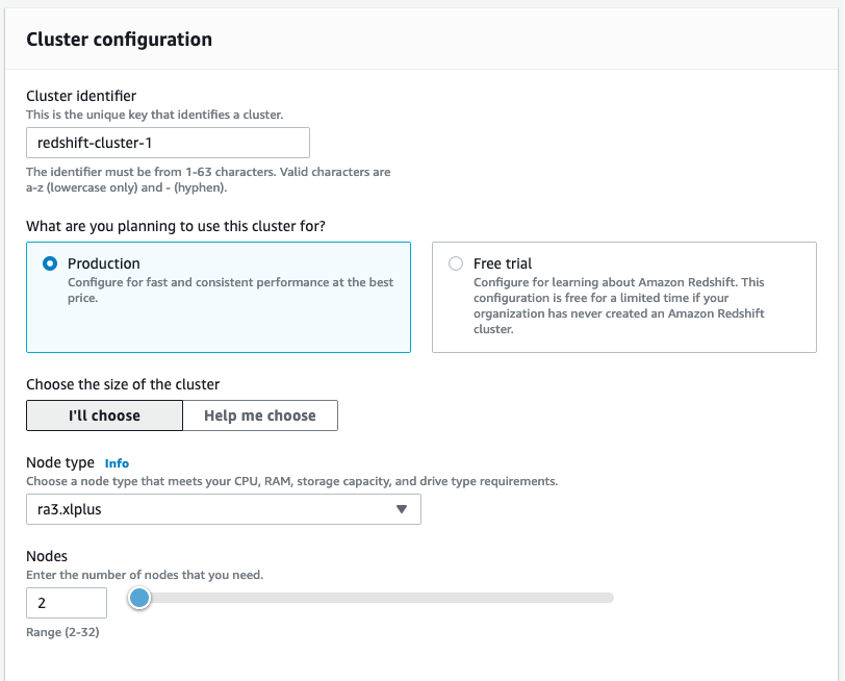 Cluster configuration
Cluster identifier
This is the unique key that identifies a cluster.
redshift-cluster-1
The identifier must be from 1-63 characters. Valid characters are
a-z (lowercase only) and - (hyphen).
What are you planning to use this cluster for?
Production
Configure for fast and consistent performance at the best
price.
Free trial
Configure for learning about Amazon Redshift. This
configuration is free for a limited time if your
organization has never created an Amazon Redshift
cluster.
Choose the size of the cluster
I'll choose
Help me choose
Node type Info
Choose a node type that meets your CPU, RAM, storage capacity, and drive type requirements.
ra3.xlplus
Nodes
Enter the number of nodes that you need.
2
Range (2-32)